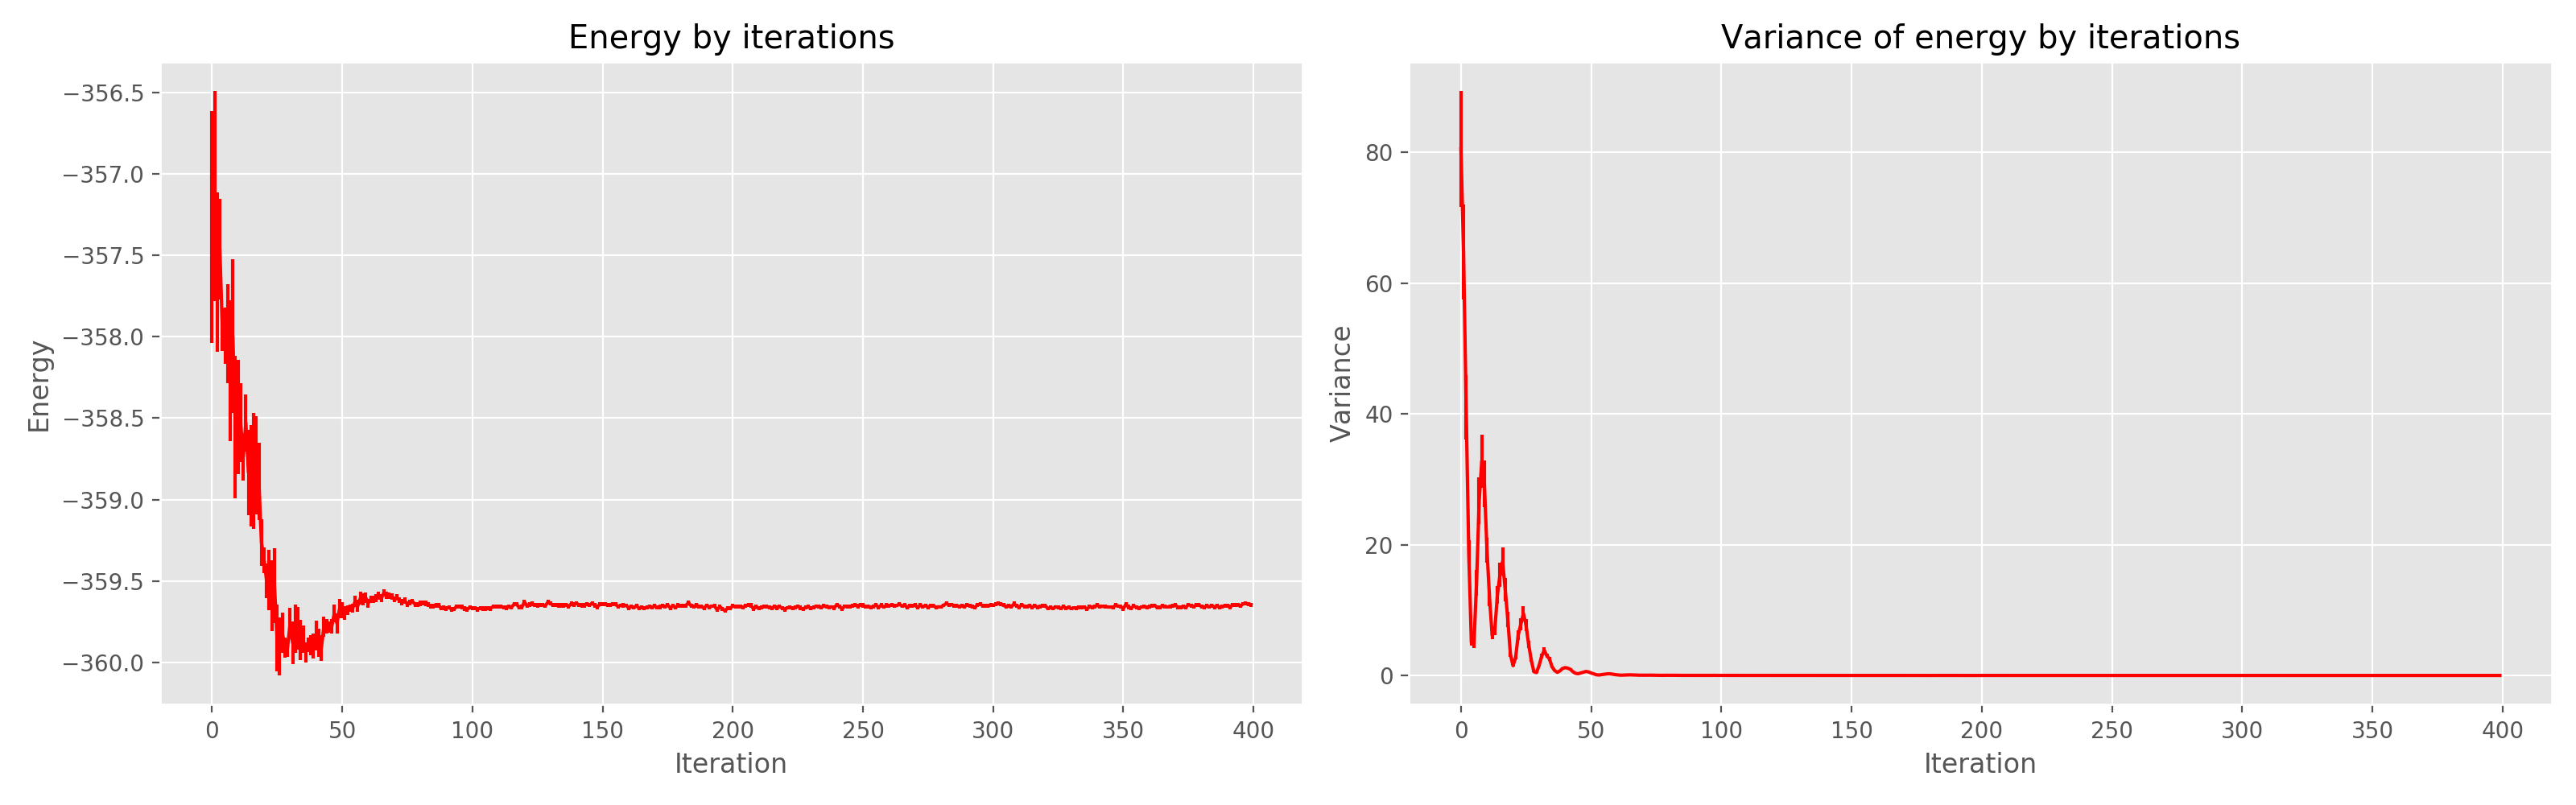 Energy by iterations
Energy
−356.5
−357.0
−357.5
−358.0
−358.5
−359.0
−359.5
−360.0
0 50 100 150 200 250 300 350 400
Iteration
Variance of energy by iterations
Variance
80
60
40
20
0
0 50 100 150 200 250 300 350 400
Iteration